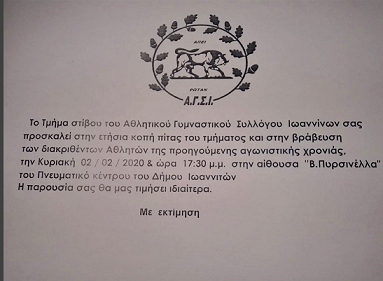 ΑΠΕΙ
ΡΩΤΑΝ
Α.Γ.Σ.Ι.
Το Τμήμα στίβου του Αθλητικού Γυμναστικού Συλλόγου Ιωαννίνων σας
προσκαλεί στην ετήσια κοπή πίτας του τμήματος και στην βράβευση
των διακριθέντων Αθλητών της προηγούμενης αγωνιστικής χρονιάς,
την Κυριακή 02 / 02 / 2020 & ώρα 17:30 μ.μ. στην αίθουσα "Β.Πυρσινέλλα"
του Πνευματικό κέντρου του Δήμου Ιωαννιτών
Η παρουσία σας θα μας τιμήσει ιδιαίτερα.
Με εκτίμηση